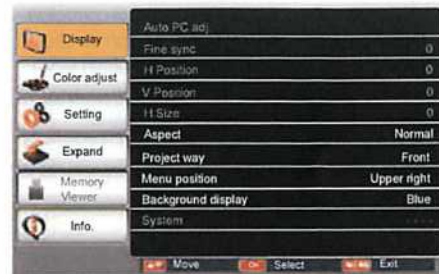 Display
Color adjust
Setting
Expand
Memory
Viewer
Info.
Auto PC adj
Fine sync 0
H Position 0
V Position 0
H Size 0
Aspect Normal
Project way Front
Menu position Upper right
Background display Blue
System - - - -
Move Select Exit